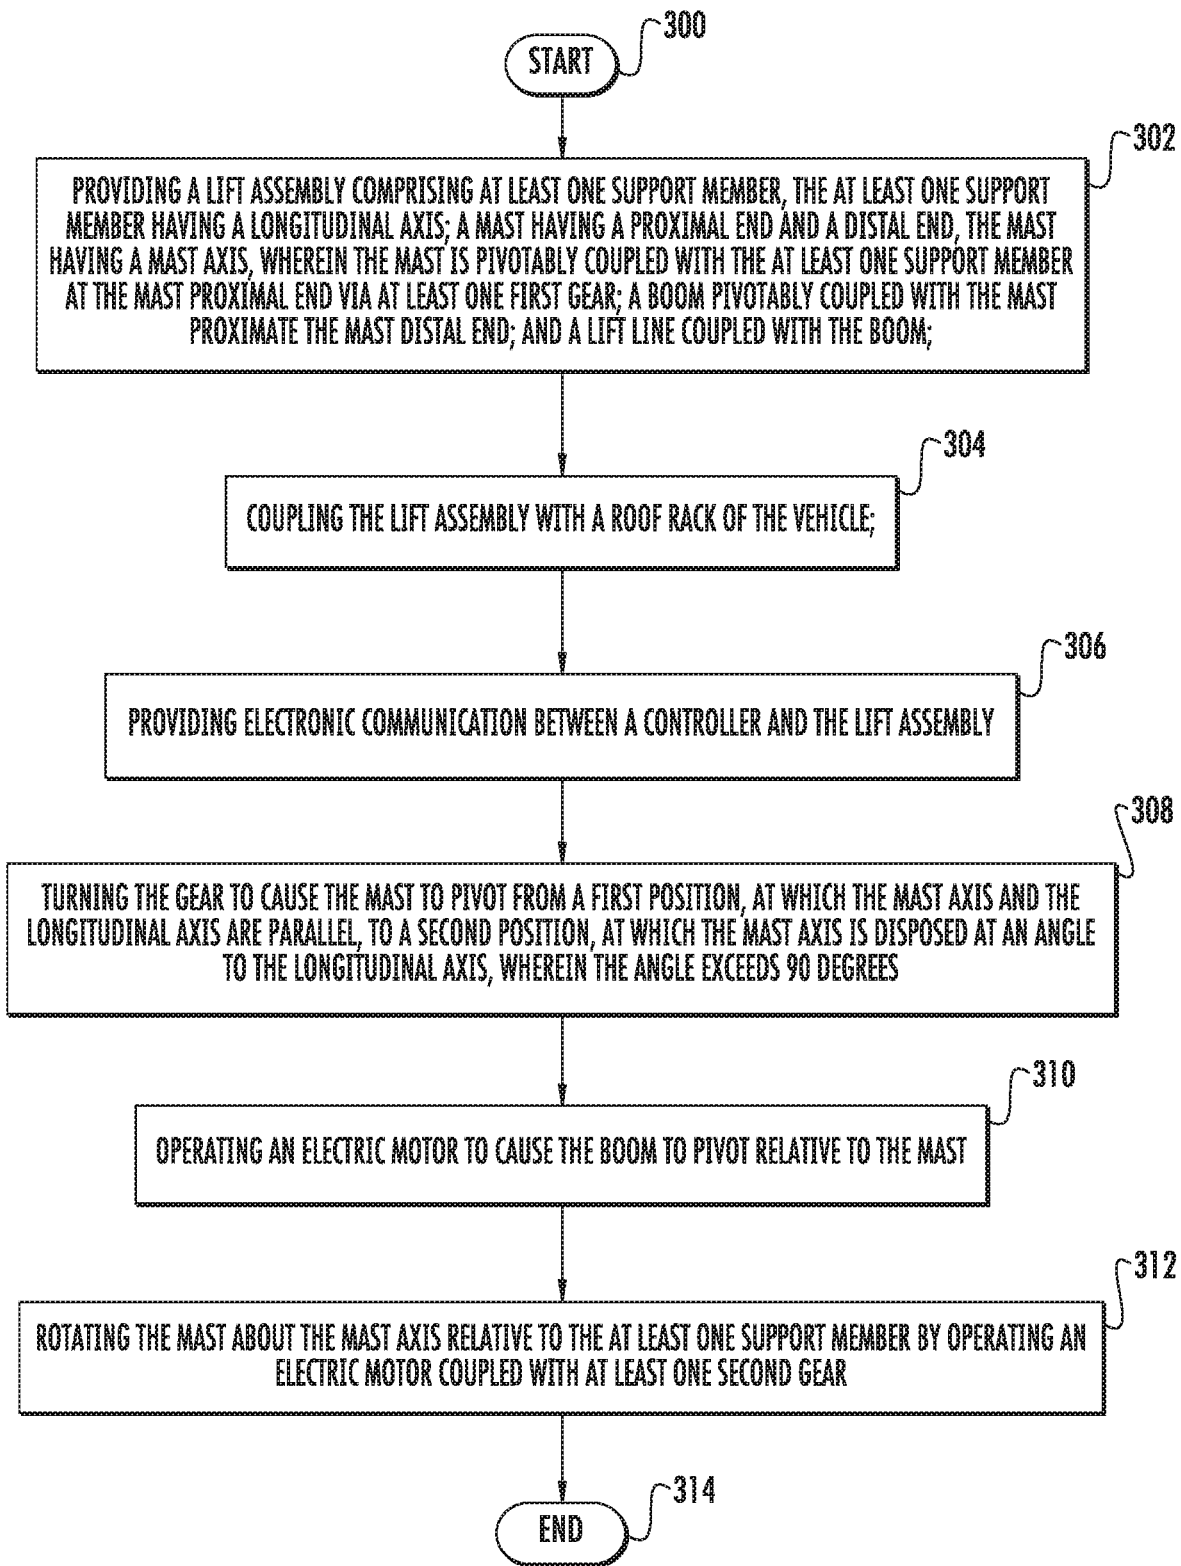 300
START
302
PROVIDING A LIFT ASSEMBLY COMPRISING AT LEAST ONE SUPPORT MEMBER, THE AT LEAST ONE SUPPORT
MEMBER HAVING A LONGITUDINAL AXIS; A MAST HAVING A PROXIMAL END AND A DISTAL END, THE MAST
HAVING A MAST AXIS, WHEREIN THE MAST IS PIVOTABLY COUPLED WITH THE AT LEAST ONE SUPPORT MEMBER
AT THE MAST PROXIMAL END VIA AT LEAST ONE FIRST GEAR; A BOOM PIVOTABLY COUPLED WITH THE MAST
PROXIMATE THE MAST DISTAL END; AND A LIFT LINE COUPLED WITH THE BOOM;
304
COUPLING THE LIFT ASSEMBLY WITH A ROOF RACK OF THE VEHICLE;
306
PROVIDING ELECTRONIC COMMUNICATION BETWEEN A CONTROLLER AND THE LIFT ASSEMBLY
308
TURNING THE GEAR TO CAUSE THE MAST TO PIVOT FROM A FIRST POSITION, AT WHICH THE MAST AXIS AND THE
LONGITUDINAL AXIS ARE PARALLEL, TO A SECOND POSITION, AT WHICH THE MAST AXIS IS DISPOSED AT AN ANGLE
TO THE LONGITUDINAL AXIS, WHEREIN THE ANGLE EXCEEDS 90 DEGREES
310
OPERATING AN ELECTRIC MOTOR TO CAUSE THE BOOM TO PIVOT RELATIVE TO THE MAST
312
ROTATING THE MAST ABOUT THE MAST AXIS RELATIVE TO THE AT LEAST ONE SUPPORT MEMBER BY OPERATING AN
ELECTRIC MOTOR COUPLED WITH AT LEAST ONE SECOND GEAR
314
END